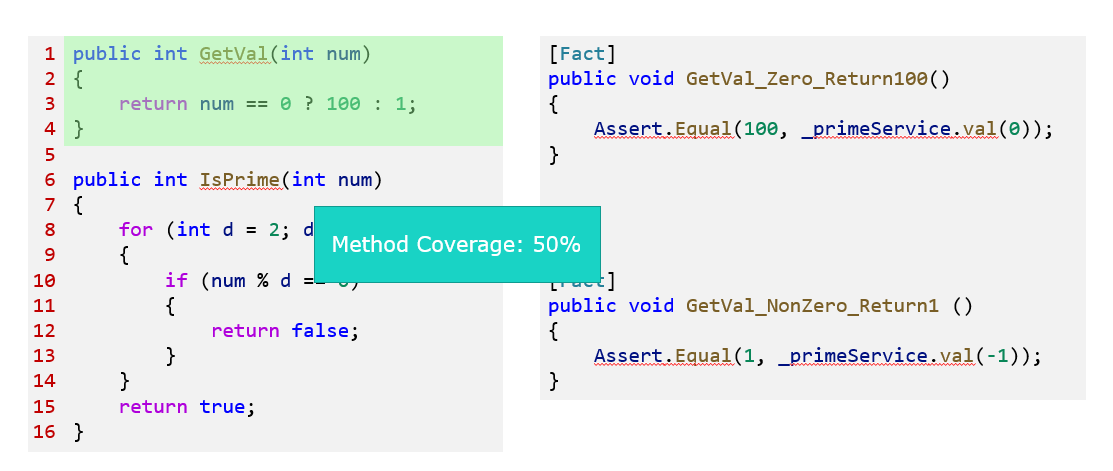 1 public int GetVal(int num)
2 {
3 return num == 0 ? 100 : 1;
4 }
5
6 public int IsPrime(int num)
7 {
8 for (int d = 2; d
9 {
10 if (num % d ==
11 {
12 return false;
13 }
14 }
15 return true;
16 }
Method Coverage: 50%
[Fact]
public void GetVal_Zero_Return100()
{
Assert.Equal(100, _primeService.val(0));
}
[Fact]
public void GetVal_NonZero_Return1 ()
{
Assert.Equal(1, _primeService.val(-1));
}